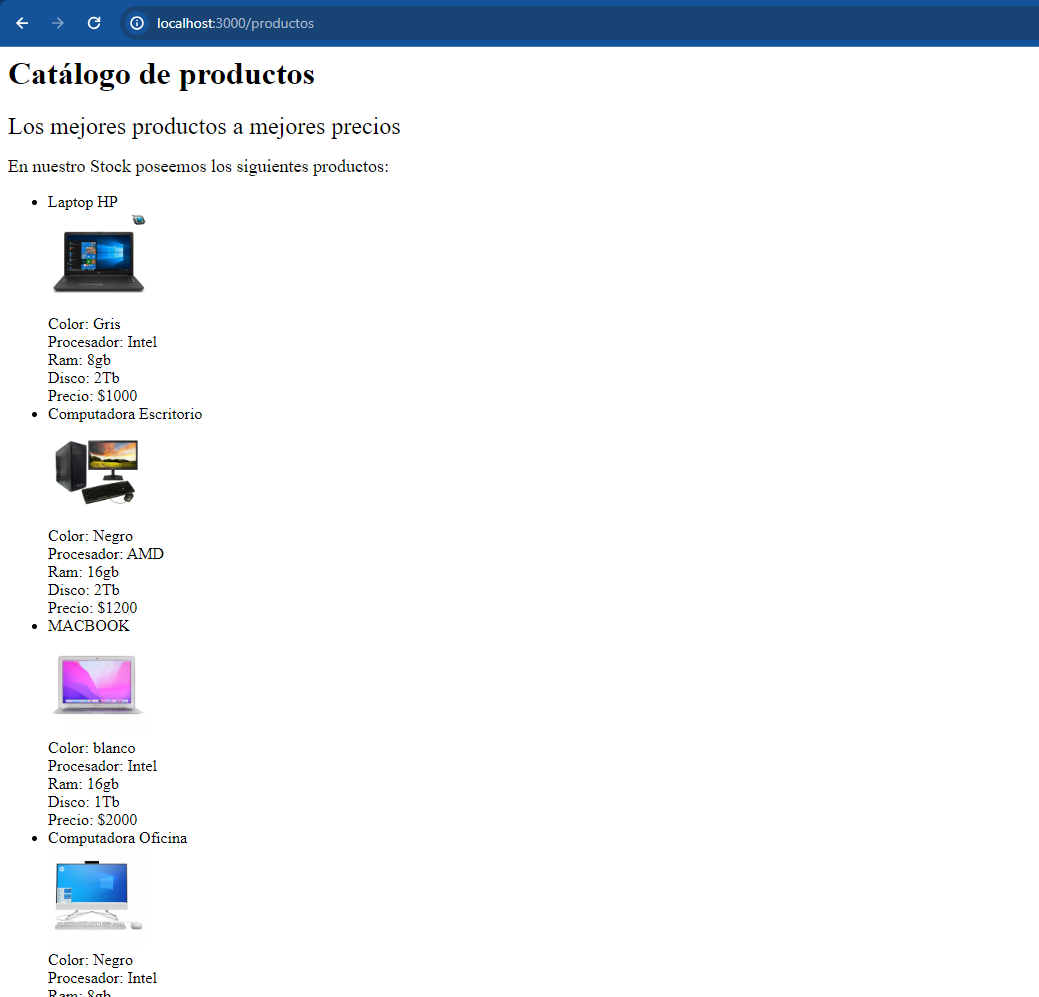 localhost:3000/productos
Catálogo de productos
Los mejores productos a mejores precios
En nuestro Stock poseemos los siguientes productos:
Laptop HP
Color: Gris
Procesador: Intel
Ram: 8gb
Disco: 2Tb
Precio: $1000
Computadora Escritorio
Color: Negro
Procesador: AMD
Ram: 16gb
Disco: 2Tb
Precio: $1200
MACBOOK
Color: blanco
Procesador: Intel
Ram: 16gb
Disco: 1Tb
Precio: $2000
Computadora Oficina
Color: Negro
Procesador: Intel
Ram: 8gb